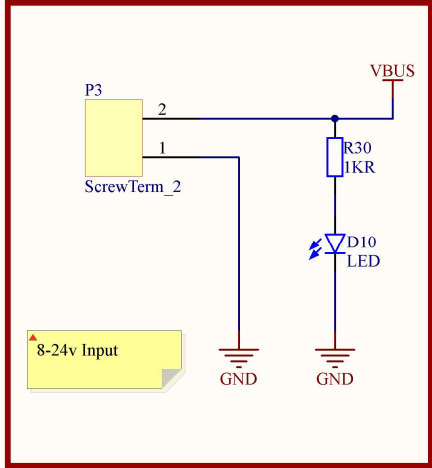 VBUS
P3
2
1
ScrewTerm_2
R30
1KR
D10
LED
8-24v Input
GND
GND